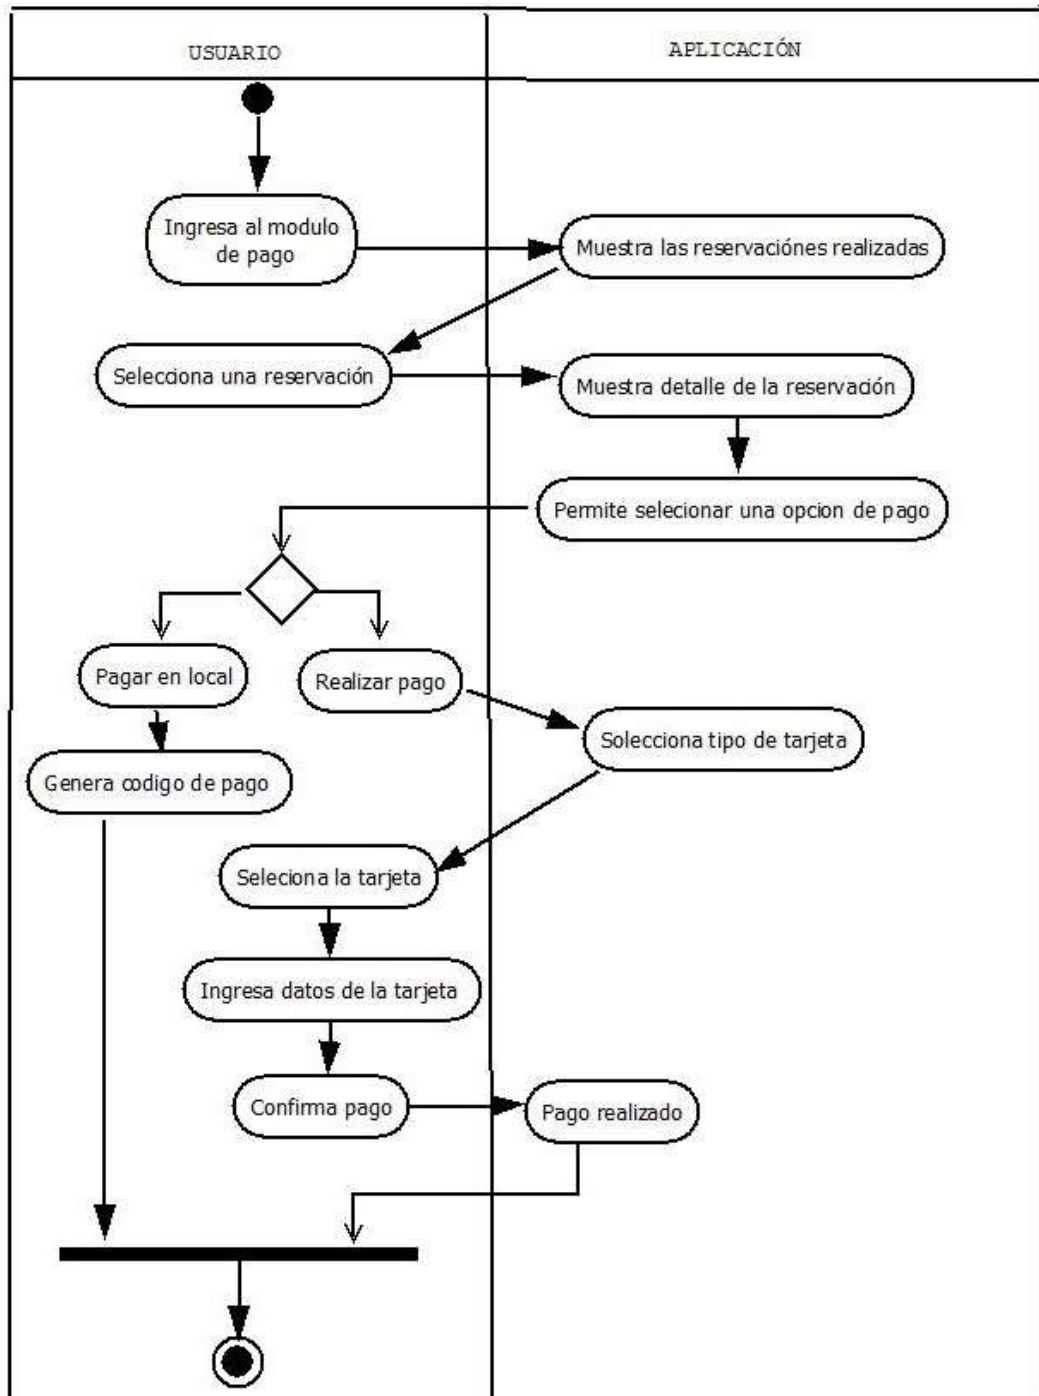 USUARIO
APLICACIÓN
Ingresa al modulo
de pago
Muestra las reservaciónes realizadas
Selecciona una reservación
Muestra detalle de la reservación
Permite selecionar una opcion de pago
Pagar en local
Realizar pago
Solecciona tipo de tarjeta
Genera codigo de pago
Seleciona la tarjeta
Ingresa datos de la tarjeta
Confirma pago
Pago realizado